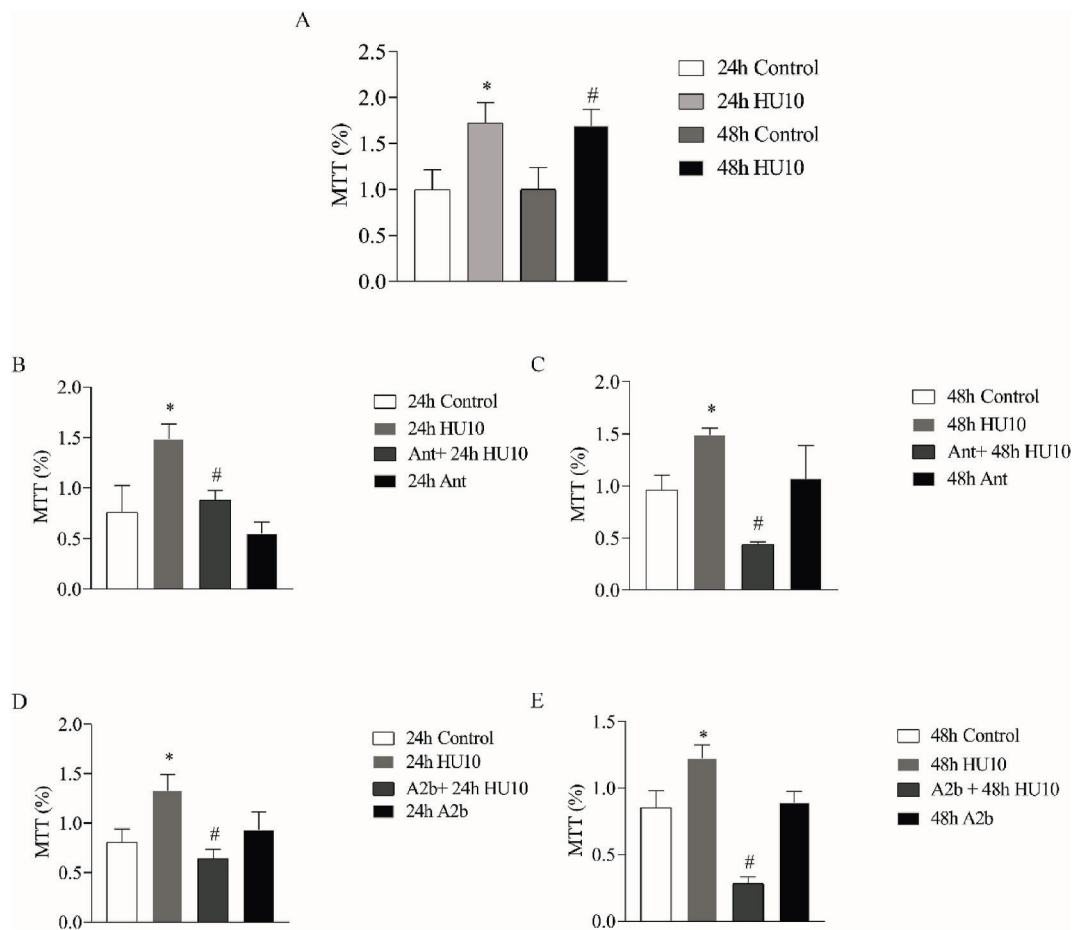 A
MTT (%)
2.5
2.0
1.5
1.0
0.5
0.0
*
#
24h Control
24h HU10
48h Control
48h HU10
B
MTT (%)
2.0
1.5
1.0
0.5
0.0
*
#
24h Control
24h HU10
Ant+ 24h HU10
24h Ant
C
MTT (%)
2.0
1.5
1.0
0.5
0.0
*
#
48h Control
48h HU10
Ant+ 48h HU10
48h Ant
D
MTT (%)
2.0
1.5
1.0
0.5
0.0
*
#
24h Control
24h HU10
A2b+ 24h HU10
24h A2b
E
MTT (%)
1.5
1.0
0.5
0.0
*
#
48h Control
48h HU10
A2b + 48h HU10
48h A2b